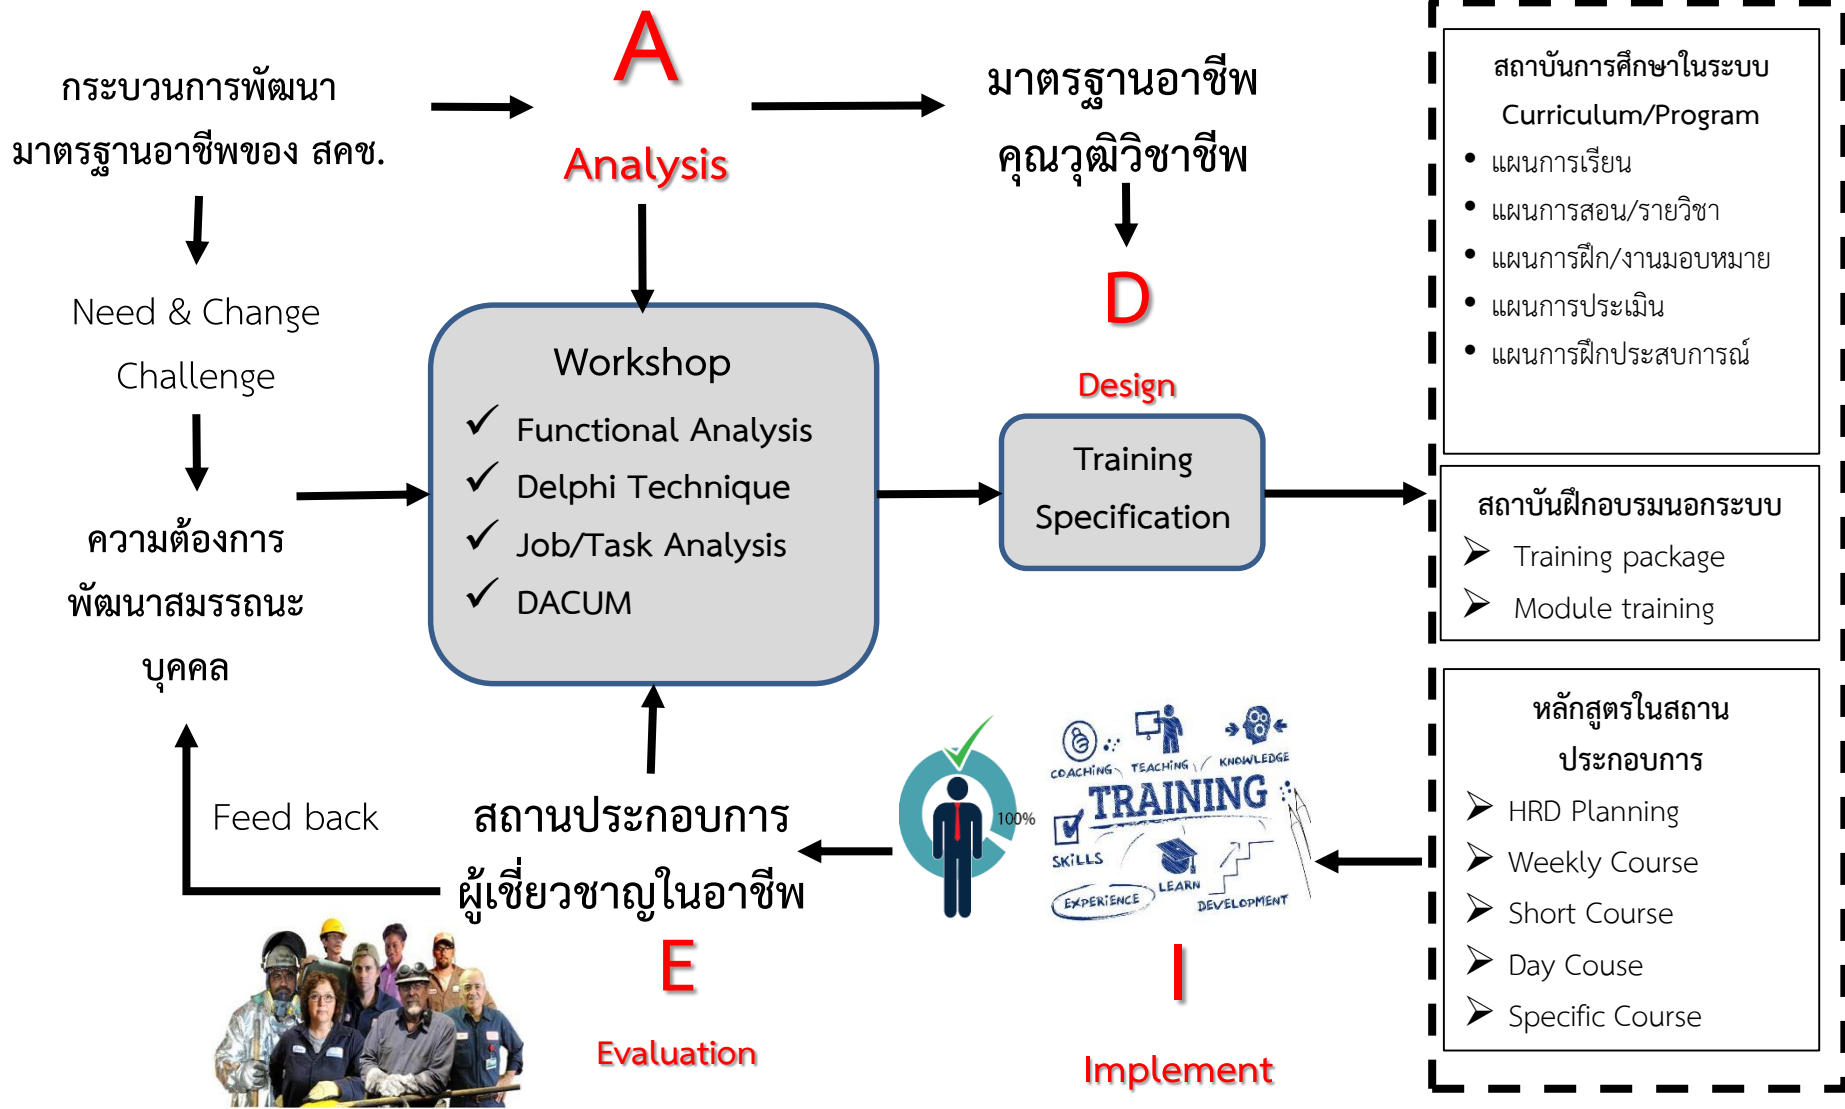 กระบวนการพัฒนา
มาตรฐานอาชีพของ สคช.
A
Analysis
มาตรฐานอาชีพ
คุณวุฒิวิชาชีพ
Need & Change
Challenge
ความต้องการ
พัฒนาสมรรถนะ
บุคคล
Workshop
✓ Functional Analysis
✓ Delphi Technique
✓ Job/Task Analysis
✓ DACUM
D
Design
Training
Specification
สถาบันการศึกษาในระบบ
Curriculum/Program
• แผนการเรียน
• แผนการสอน/รายวิชา
• แผนการฝึก/งานมอบหมาย
• แผนการประเมิน
• แผนการฝึกประสบการณ์
สถาบันฝึกอบรมนอกระบบ
➢ Training package
➢ Module training
หลักสูตรในสถาน
ประกอบการ
➢ HRD Planning
➢ Weekly Course
➢ Short Course
➢ Day Couse
➢ Specific Course
COACHING
TEACHING
KNOWLEDGE
TRAINING
SKILLS
LEARN
EXPERIENCE
DEVELOPMENT
100%
I
Implement
สถานประกอบการ
ผู้เชี่ยวชาญในอาชีพ
E
Evaluation
Feed back